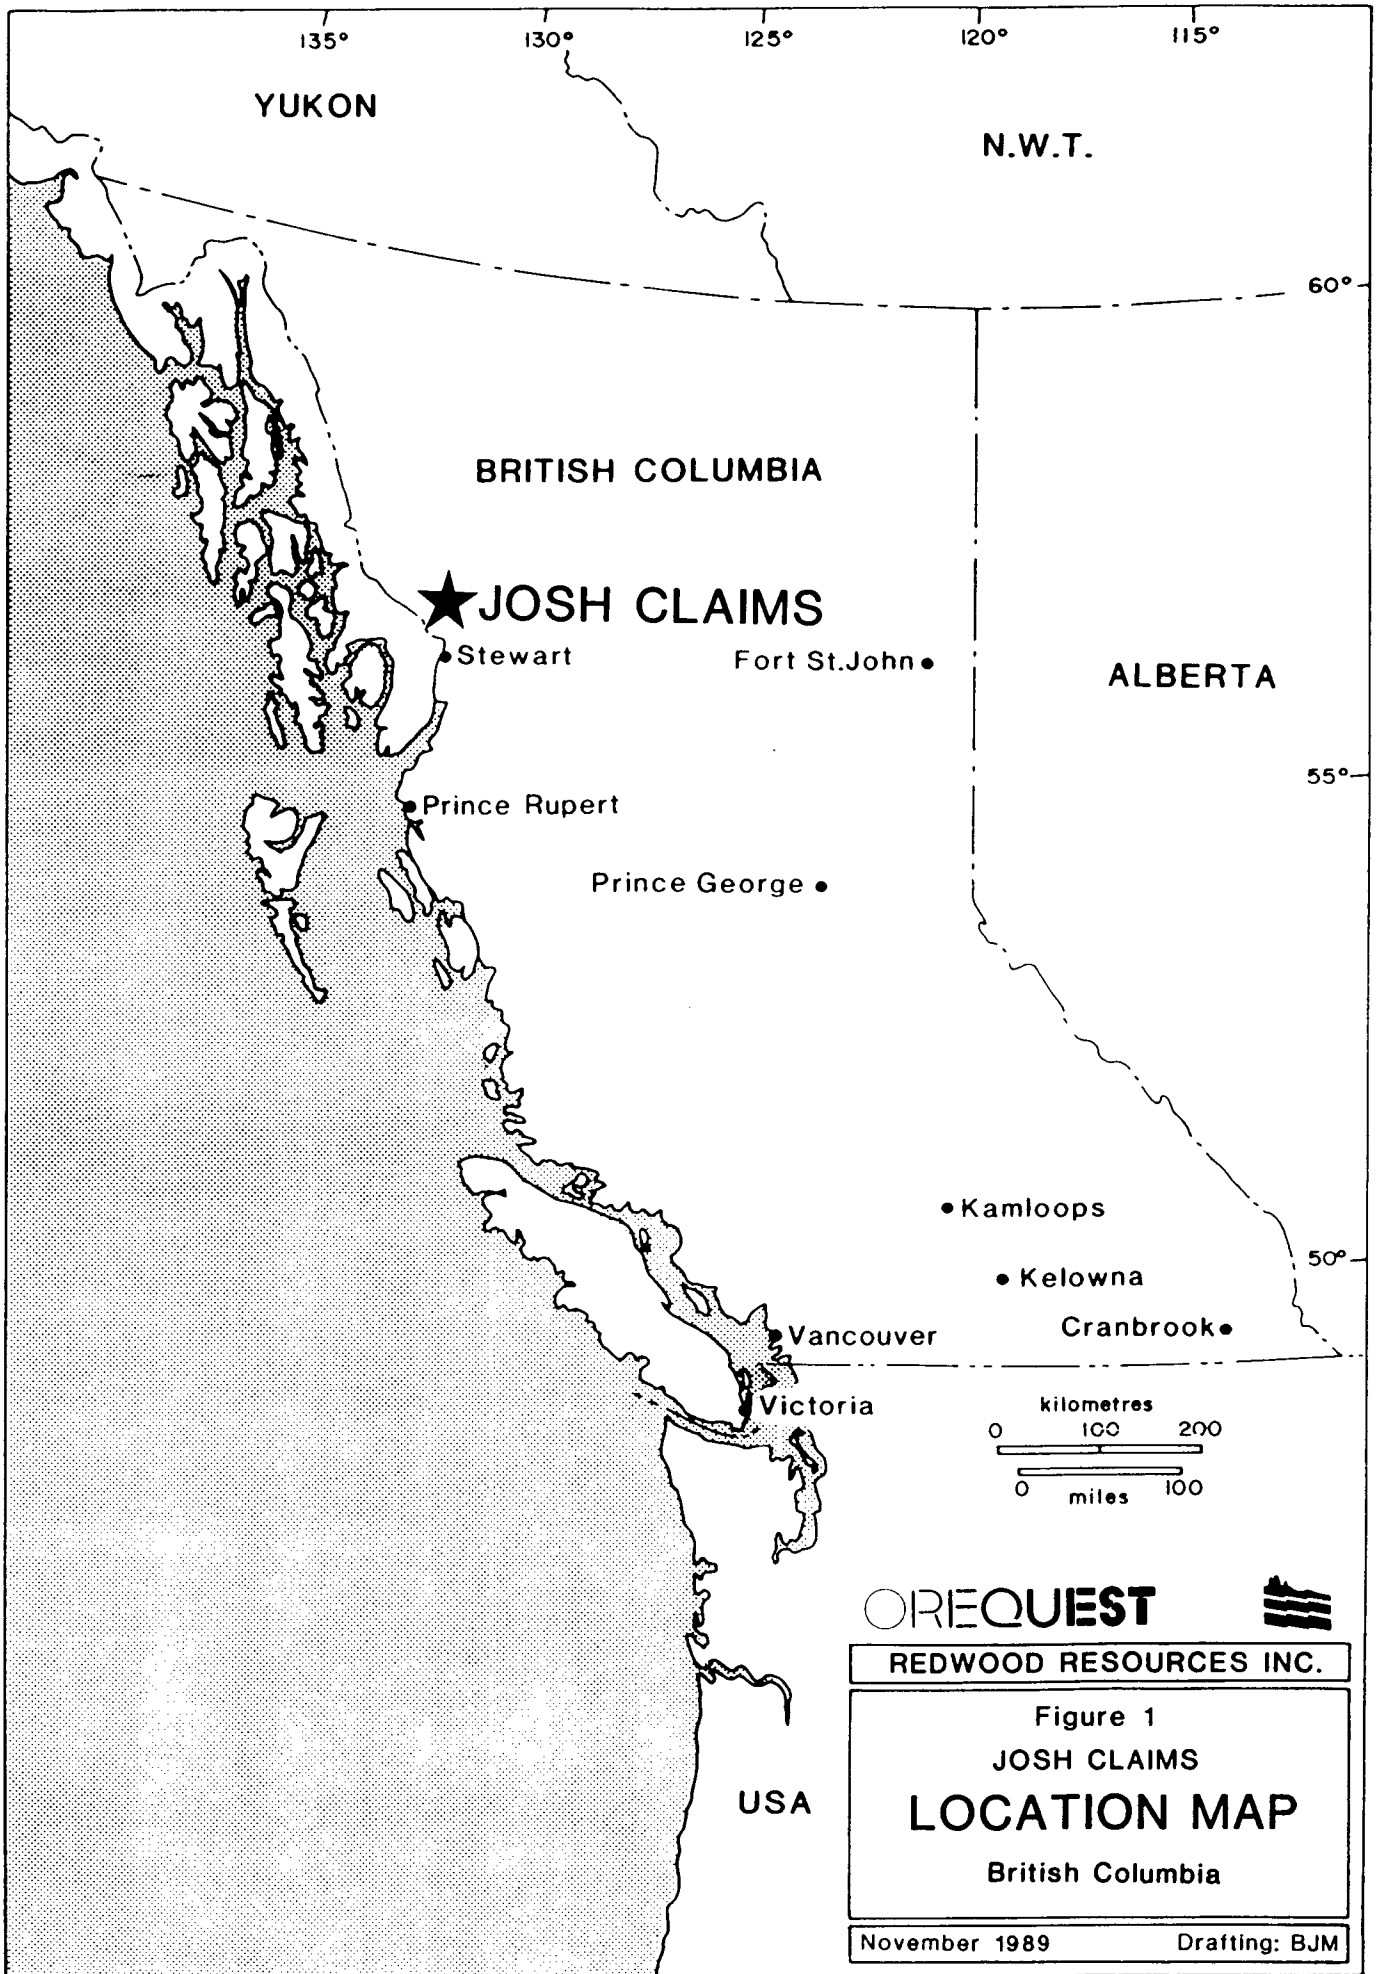 135° 130° 125° 120° 115°
YUKON
N.W.T.
60°
BRITISH COLUMBIA
JOSH CLAIMS
Stewart
Fort St.John
ALBERTA
55°
Prince Rupert
Prince George
Kamloops
50°
Kelowna
Cranbrook
Vancouver
Victoria
kilometres
0 100 200
0 100
miles
OREQUEST
REDWOOD RESOURCES INC.
Figure 1
JOSH CLAIMS
LOCATION MAP
British Columbia
USA
November 1989 Drafting: BJM